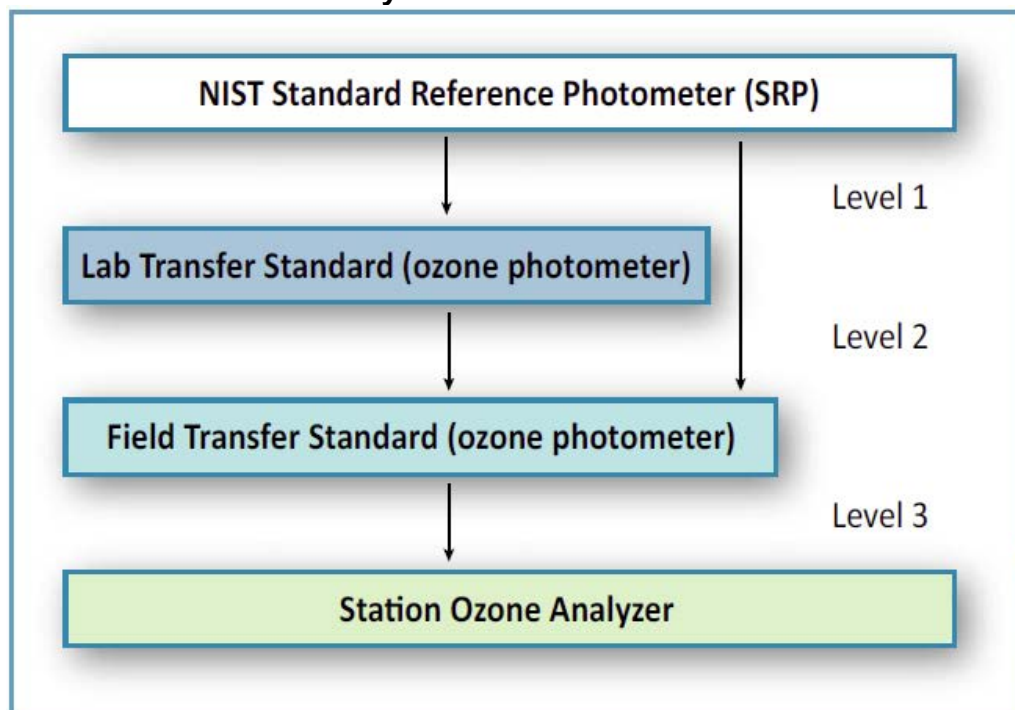 NIST Standard Reference Photometer (SRP)
Level 1
Lab Transfer Standard (ozone photometer)
Level 2
Field Transfer Standard (ozone photometer)
Level 3
Station Ozone Analyzer